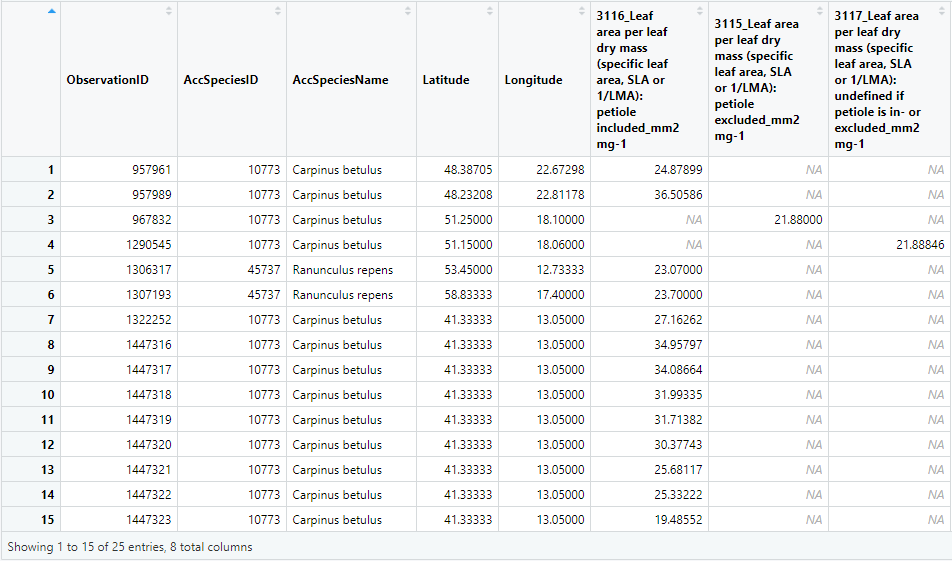 ObservationID AccSpeciesID AccSpeciesName Latitude Longitude 3116_Leaf area per leaf dry mass (specific leaf area, SLA or 1/LMA): petiole included_mm2 mg-1 3115_Leaf area per leaf dry mass (specific leaf area, SLA or 1/LMA): petiole excluded_mm2 mg-1 3117_Leaf area per leaf dry mass (specific leaf area, SLA or 1/LMA): undefined if petiole is in- or excluded_mm2 mg-1
1 957961 10773 Carpinus betulus 48.38705 22.67298 24.87899 NA NA
2 957989 10773 Carpinus betulus 48.23208 22.81178 36.50586 NA NA
3 967832 10773 Carpinus betulus 51.25000 18.10000 NA 21.88000 NA
4 1290545 10773 Carpinus betulus 51.15000 18.06000 NA NA 21.88846
5 1306317 45737 Ranunculus repens 53.45000 12.73333 23.07000 NA NA
6 1307193 45737 Ranunculus repens 58.83333 17.40000 23.70000 NA NA
7 1322252 10773 Carpinus betulus 41.33333 13.05000 27.16262 NA NA
8 1447316 10773 Carpinus betulus 41.33333 13.05000 34.95797 NA NA
9 1447317 10773 Carpinus betulus 41.33333 13.05000 34.08664 NA NA
10 1447318 10773 Carpinus betulus 41.33333 13.05000 31.99335 NA NA
11 1447319 10773 Carpinus betulus 41.33333 13.05000 31.71382 NA NA
12 1447320 10773 Carpinus betulus 41.33333 13.05000 30.37743 NA NA
13 1447321 10773 Carpinus betulus 41.33333 13.05000 25.68117 NA NA
14 1447322 10773 Carpinus betulus 41.33333 13.05000 25.33222 NA NA
15 1447323 10773 Carpinus betulus 41.33333 13.05000 19.48552 NA NA
Showing 1 to 15 of 25 entries, 8 total columns